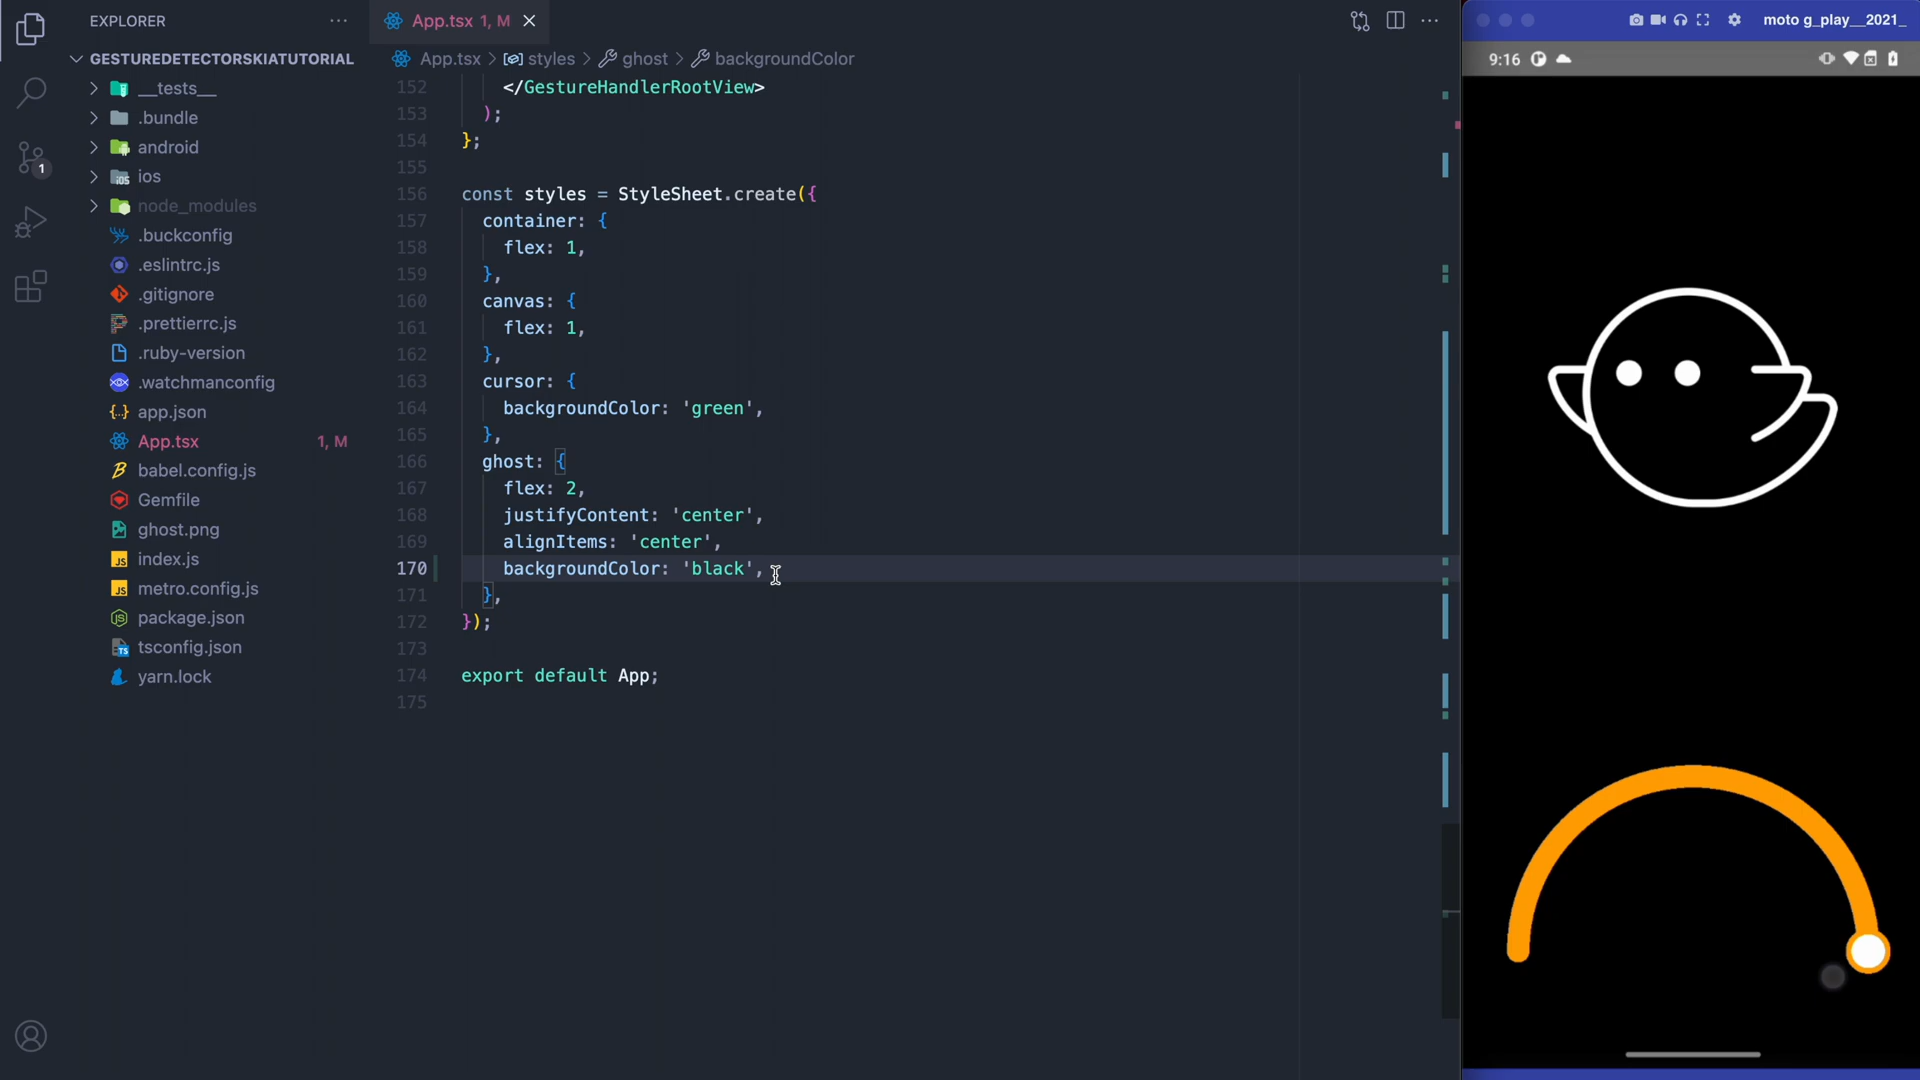 EXPLORER
GESTUREDETECTORSKIATUTORIAL
__tests__
.bundle
android
ios
node_modules
.buckconfig
.eslintrc.js
.gitignore
.prettierrc.js
.ruby-version
.watchmanconfig
app.json
App.tsx 1, M
babel.config.js
Gemfile
ghost.png
index.js
metro.config.js
package.json
tsconfig.json
yarn.lock
1
App.tsx 1, M
App.tsx > styles > ghost > backgroundColor
152 </GestureHandlerRootView>
153 );
154 };
155
156 const styles = StyleSheet.create({
157 container: {
158 flex: 1,
159 },
160 canvas: {
161 flex: 1,
162 },
163 cursor: {
164 backgroundColor: 'green',
165 },
166 ghost: {
167 flex: 2,
168 justifyContent: 'center',
169 alignItems: 'center',
170 backgroundColor: 'black',
171 },
172 });
173
174 export default App;
175
moto g_play__2021_
9:16